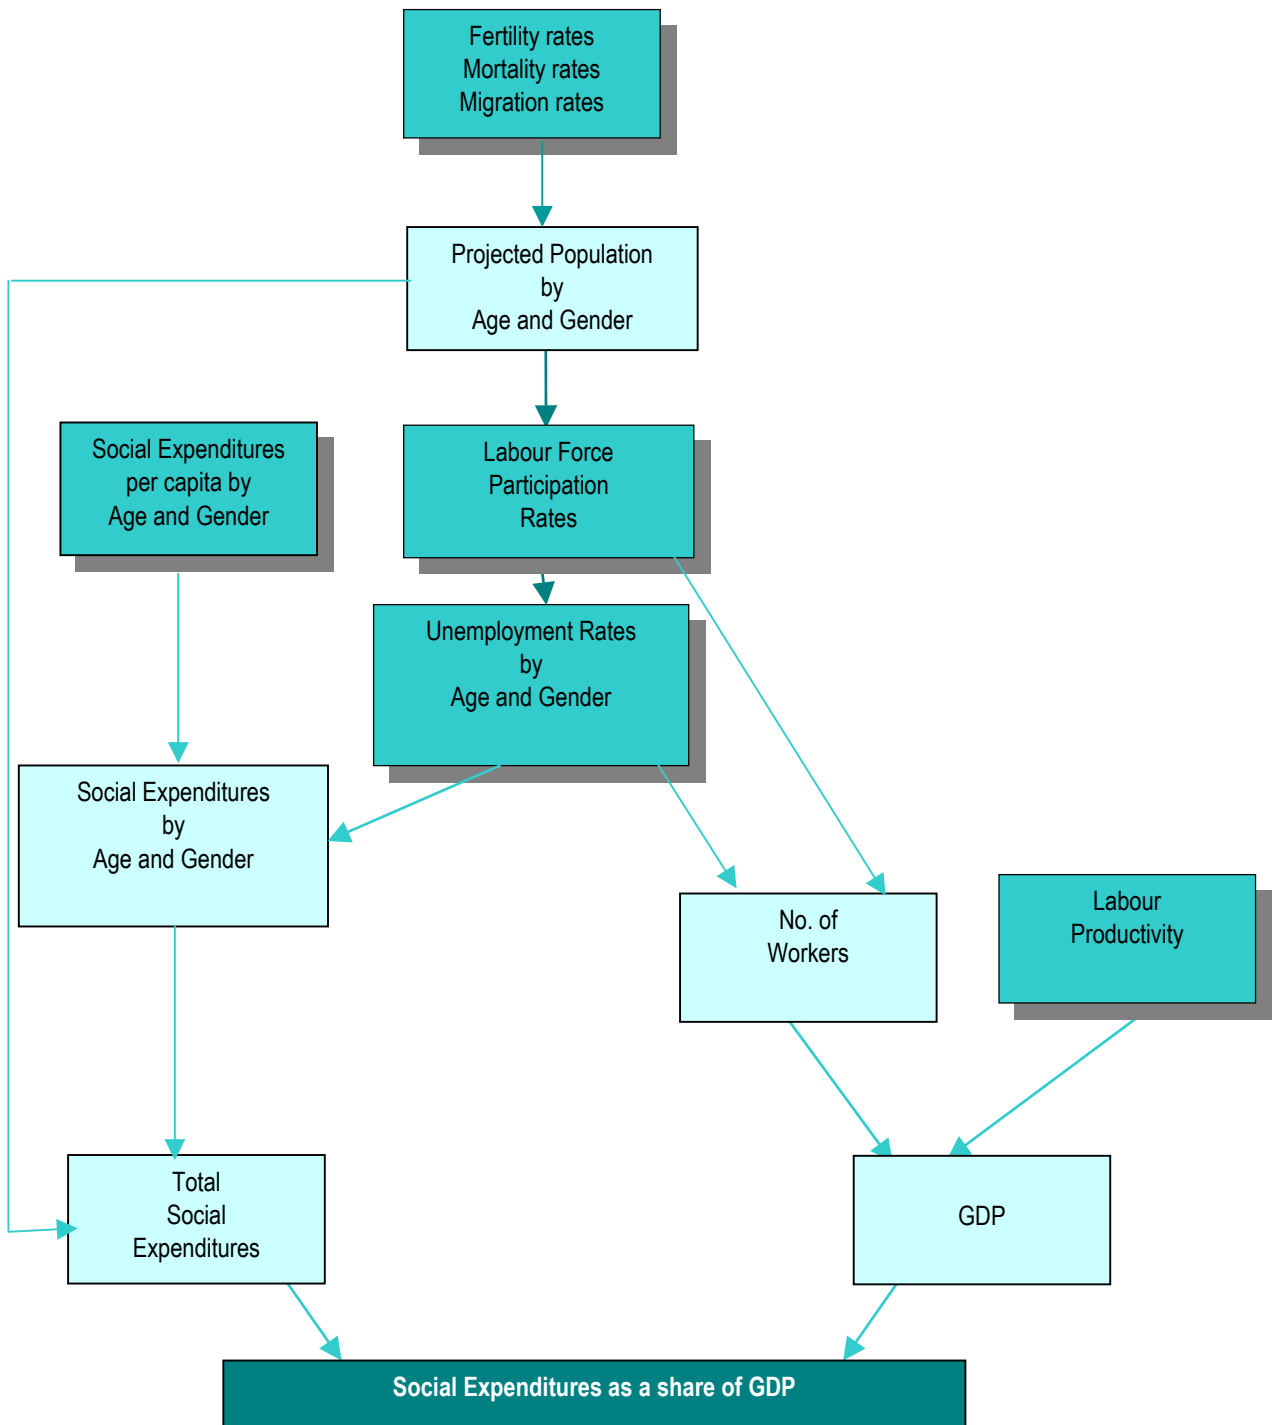 Fertility rates
Mortality rates
Migration rates
Projected Population
by
Age and Gender
Social Expenditures
per capita by
Age and Gender
Labour Force
Participation
Rates
Unemployment Rates
by
Age and Gender
Social Expenditures
by
Age and Gender
No. of
Workers
Labour
Productivity
Total
Social
Expenditures
GDP
Social Expenditures as a share of GDP